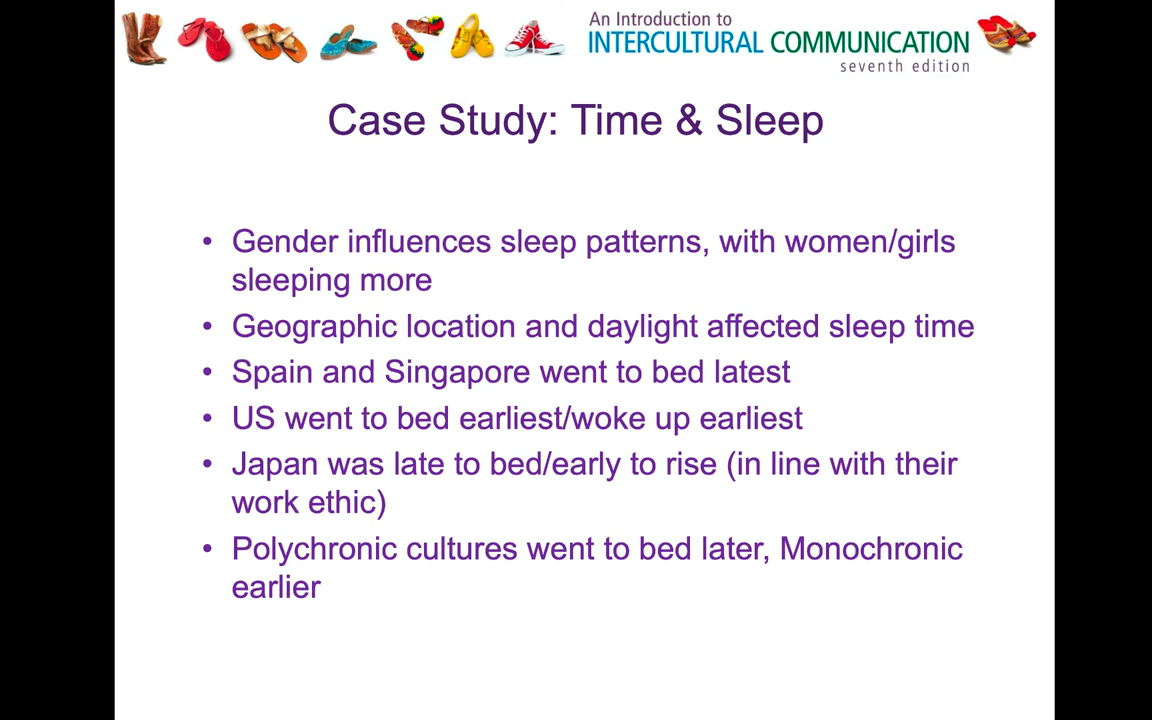 An Introduction to
INTERCULTURAL COMMUNICATION
seventh edition
Case Study: Time & Sleep
• Gender influences sleep patterns, with women/girls
sleeping more
• Geographic location and daylight affected sleep time
• Spain and Singapore went to bed latest
• US went to bed earliest/woke up earliest
• Japan was late to bed/early to rise (in line with their
work ethic)
• Polychronic cultures went to bed later, Monochronic
earlier